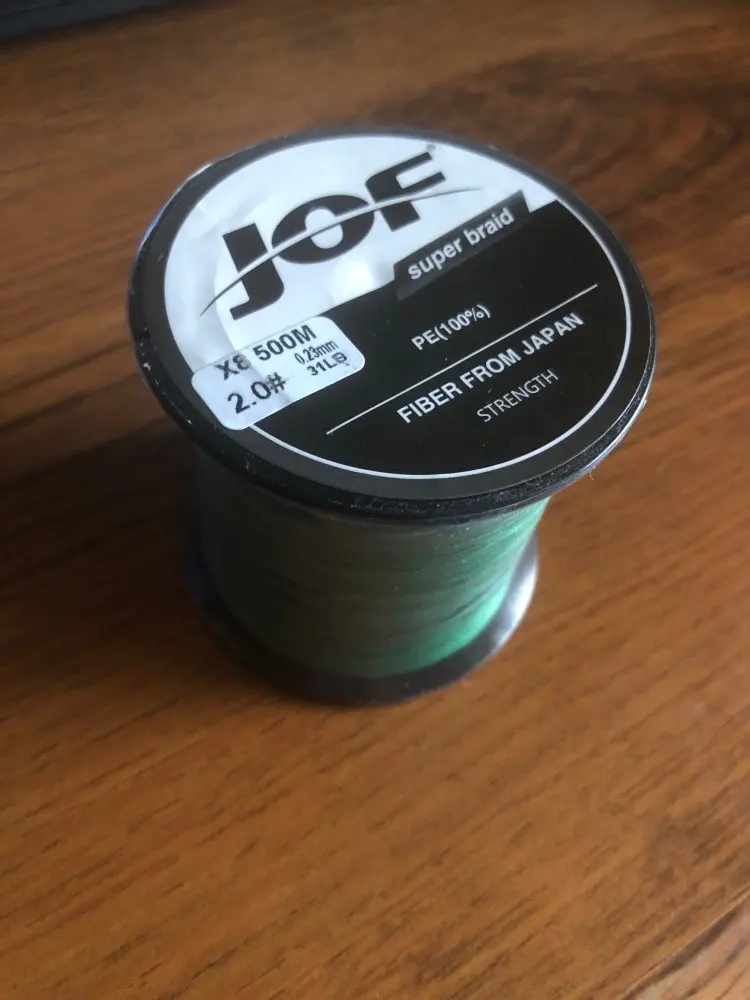 JOF
super braid
PE(100%)
FIBER FROM JAPAN
STRENGTH
X8 500M
0.23mm
2.0#
31LB